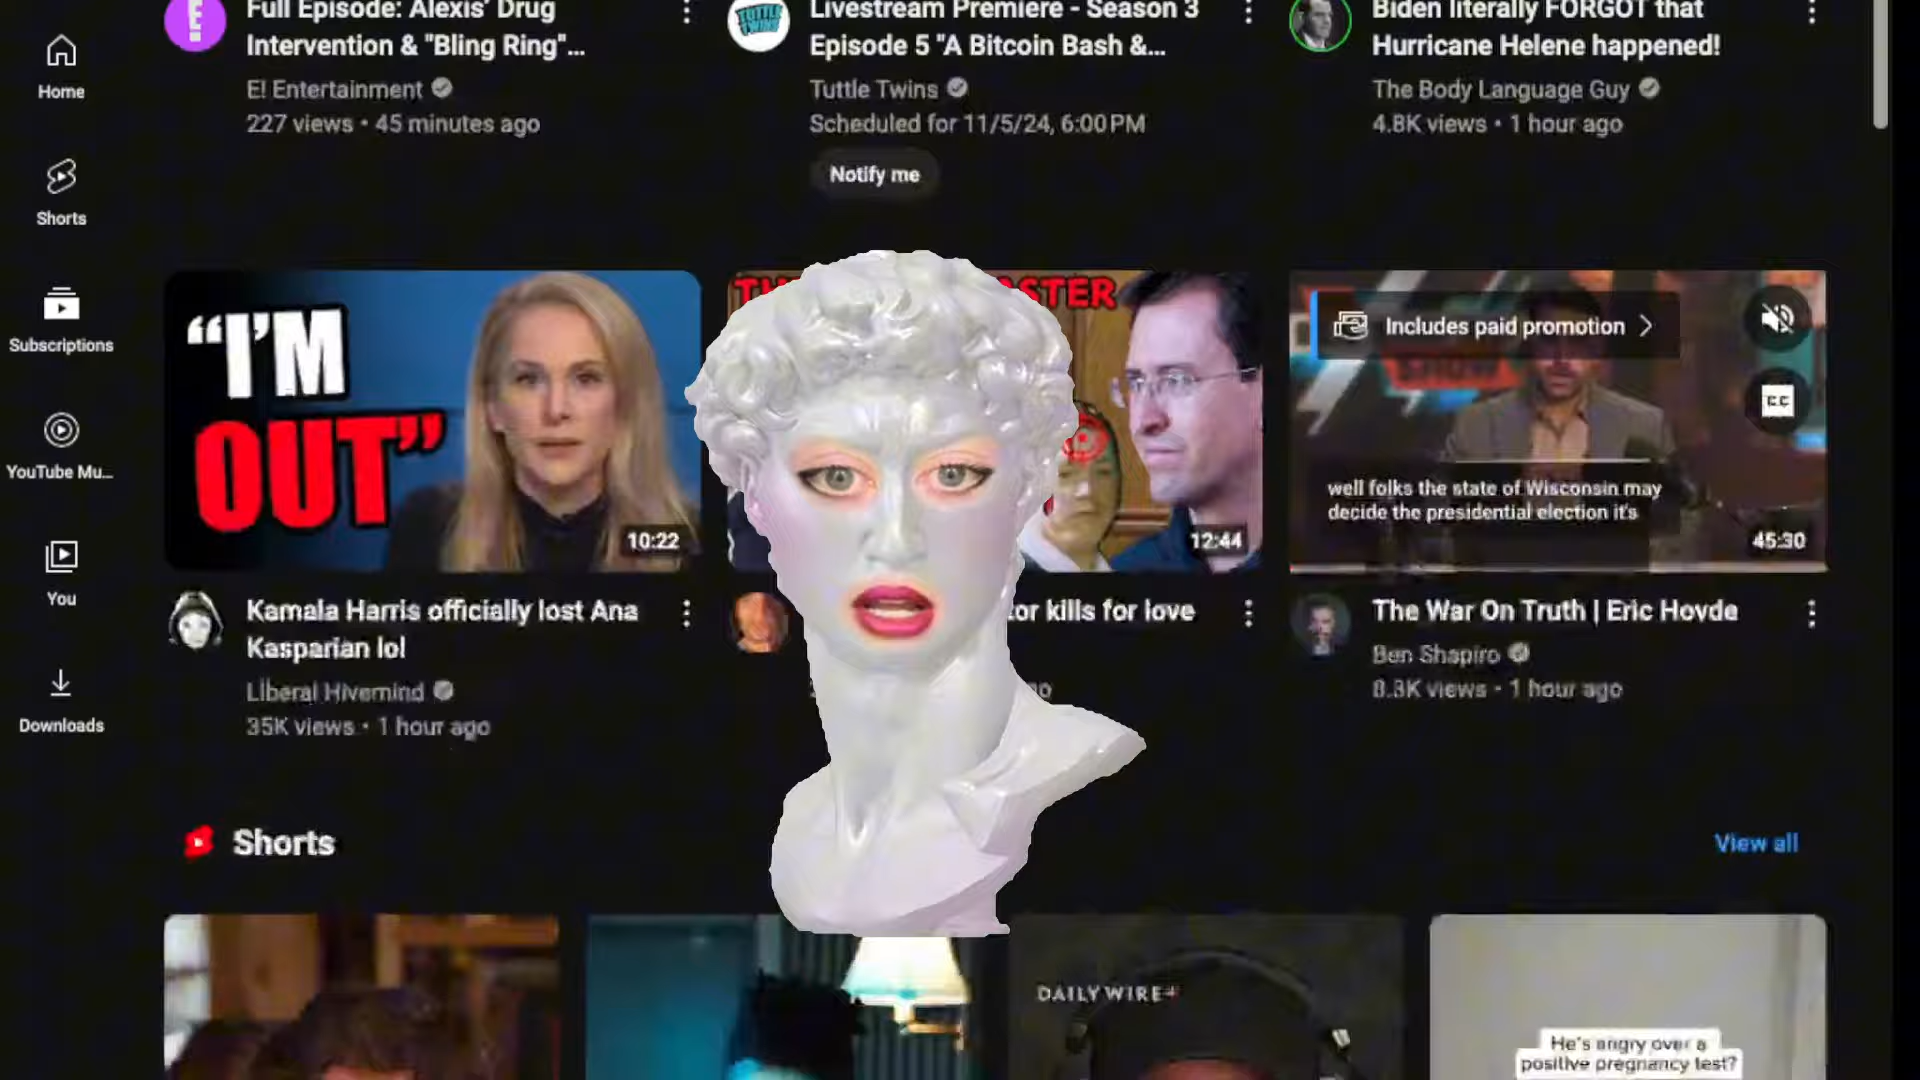 Home
Shorts
Subscriptions
YouTube Mu...
You
Downloads
Full Episode: Alexis' Drug
Intervention & "Bling Ring"...
E! Entertainment
227 views • 45 minutes ago
Livestream Premiere - Season 3
Episode 5 "A Bitcoin Bash &...
Tuttle Twins
Scheduled for 11/5/24, 6:00 PM
Notify me
TUTTLE
TWINS
Biden literally FORGOT that
Hurricane Helene happened!
The Body Language Guy
4.8K views • 1 hour ago
"I'M
OUT"
10:22
Kamala Harris officially lost Ana
Kasparian lol
Liberal Hivemind
35K views • 1 hour ago
12:44
kills for love
Includes paid promotion
CC
SHOW
well folks the state of Wisconsin may
decide the presidential election it's
45:30
The War On Truth | Eric Hovde
Ben Shapiro
8.3K views • 1 hour ago
Shorts
View all
DAILY WIRE+
He's angry over a
positive pregnancy test?